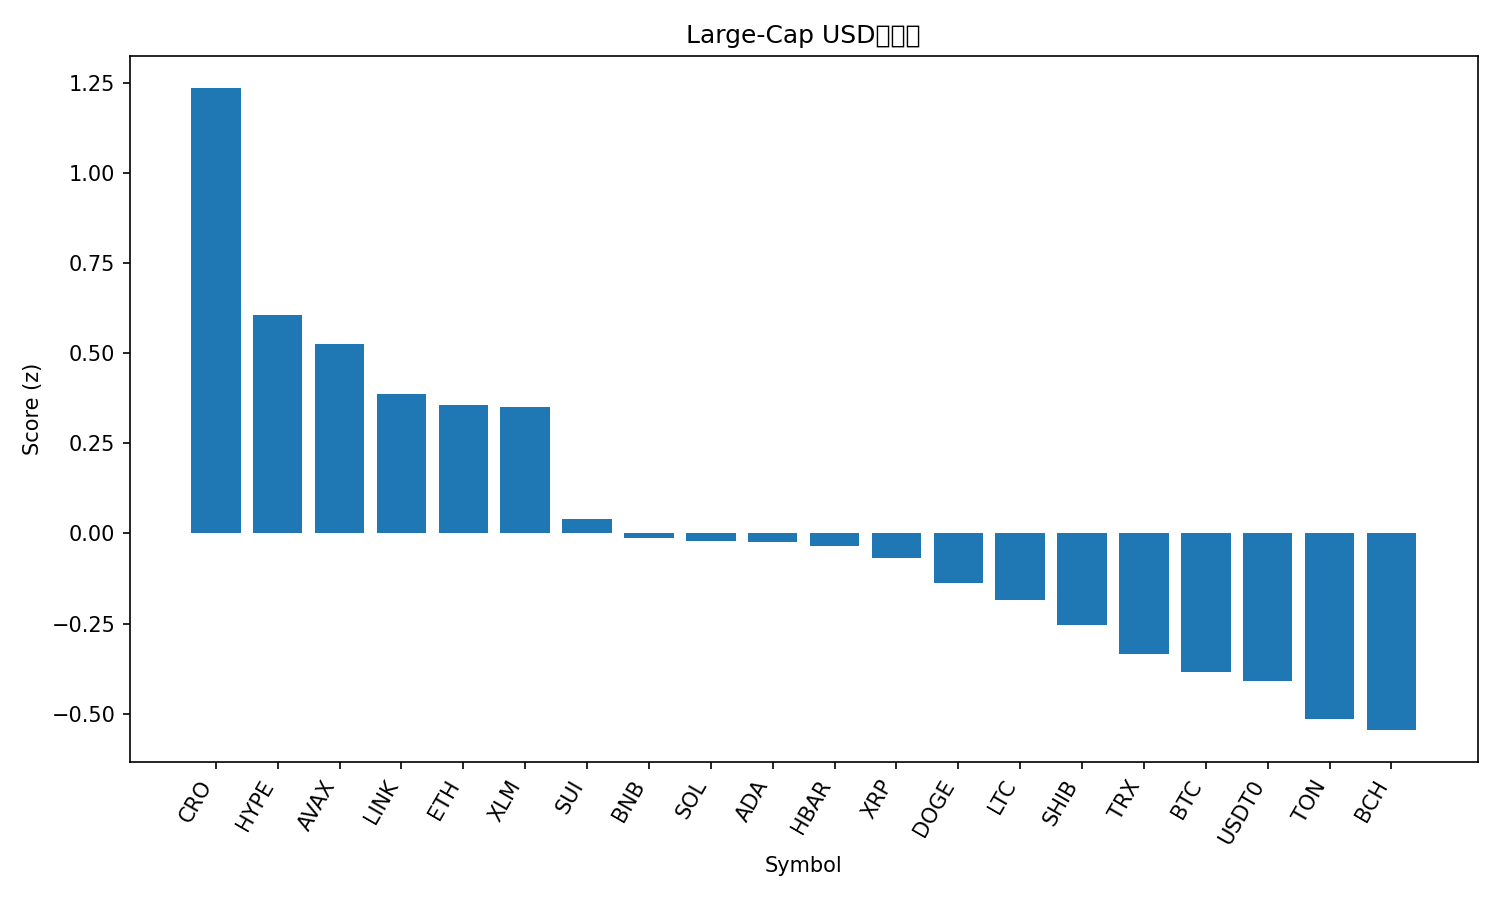 Large-Cap USD
1.25
1.00
0.75
0.50
0.25
0.00
−0.25
−0.50
Score (z)
CRO
HYPE
AVAX
LINK
ETH
XLM
SUI
BNB
SOL
ADA
HBAR
XRP
DOGE
LTC
SHIB
TRX
BTC
USDT0
TON
BCH
Symbol